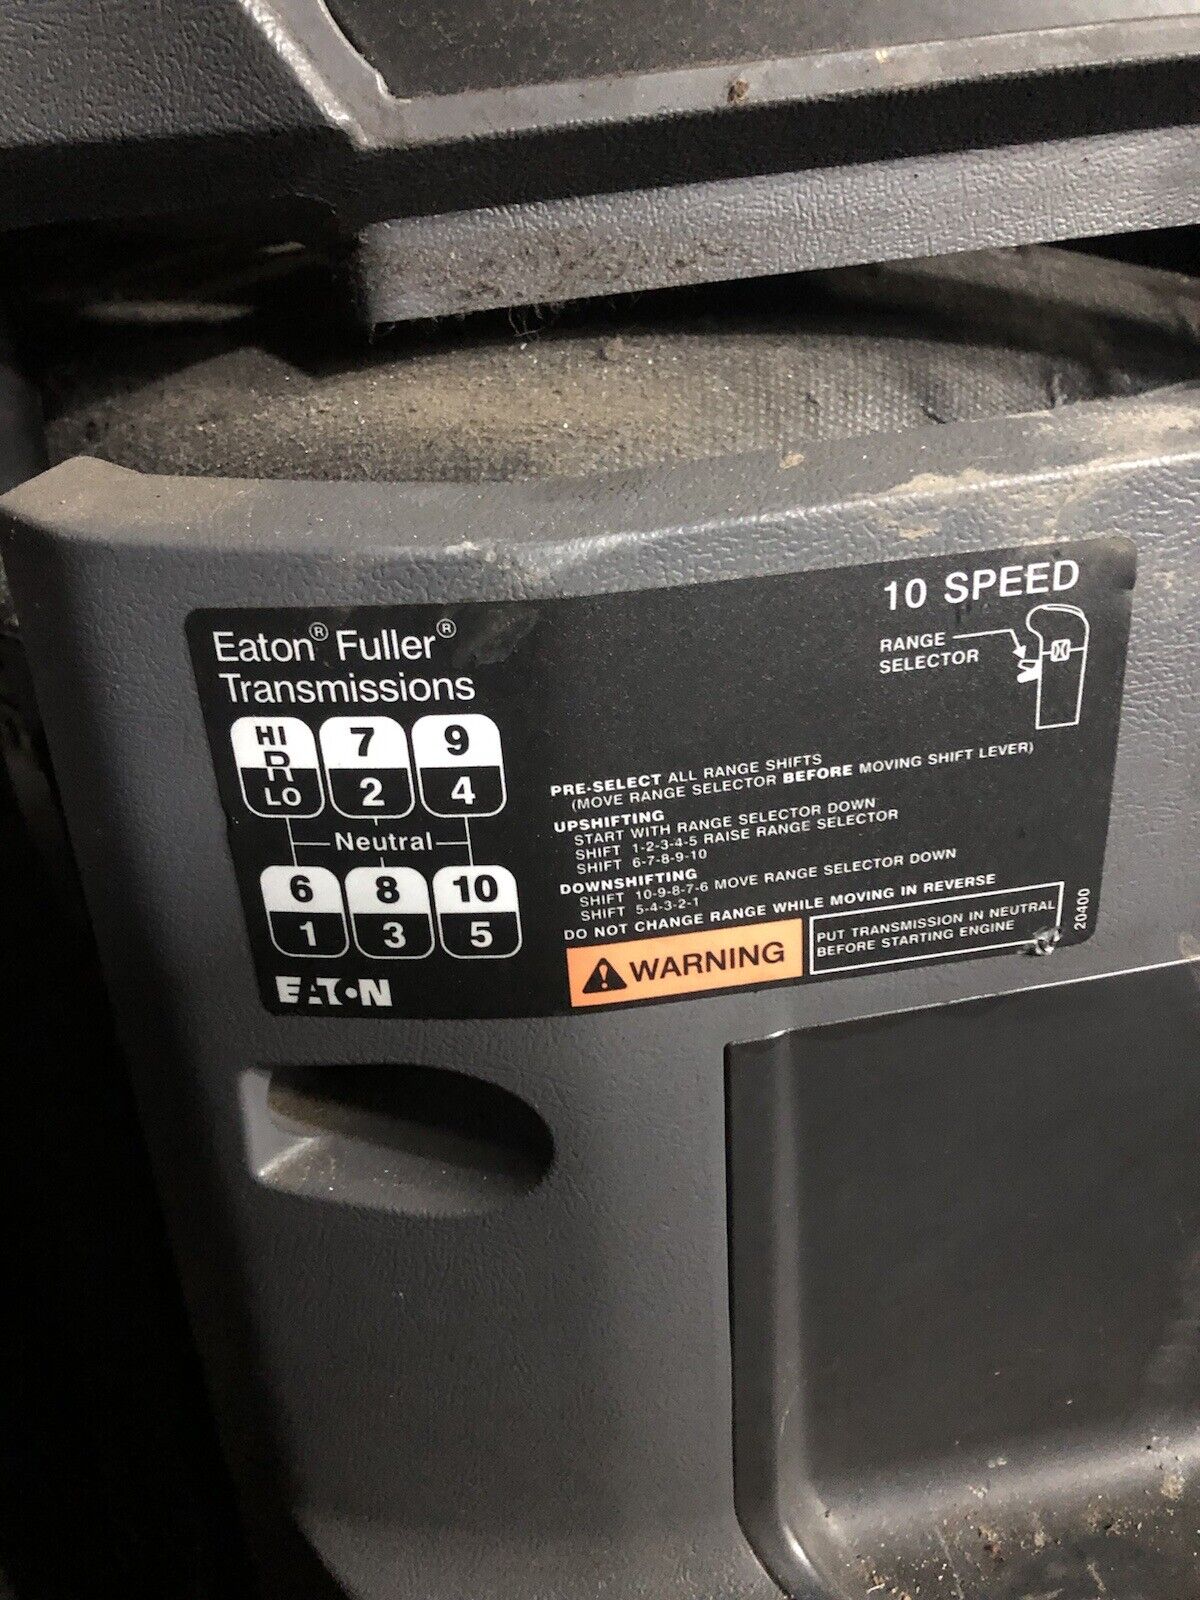 10 SPEED
Eaton® Fuller®
Transmissions
RANGE
SELECTOR
HI 7 9
R
LO 2 4
Neutral
6 8 10
1 3 5
EATON
PRE-SELECT ALL RANGE SHIFTS
(MOVE RANGE SELECTOR BEFORE MOVING SHIFT LEVER)
UPSHIFTING
START WITH RANGE SELECTOR DOWN
SHIFT 1-2-3-4-5 RAISE RANGE SELECTOR
SHIFT 6-7-8-9-10
DOWNSHIFTING
SHIFT 10-9-8-7-6 MOVE RANGE SELECTOR DOWN
SHIFT 5-4-3-2-1
DO NOT CHANGE RANGE WHILE MOVING IN REVERSE
WARNING
PUT TRANSMISSION IN NEUTRAL
BEFORE STARTING ENGINE
20400